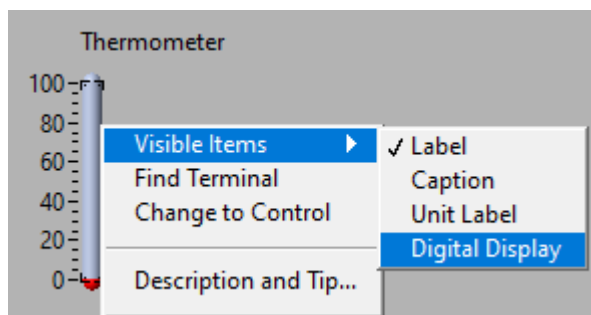 Thermometer
100
80
60
40
20
0
Visible Items
Find Terminal
Change to Control
Description and Tip...
✓ Label
Caption
Unit Label
Digital Display